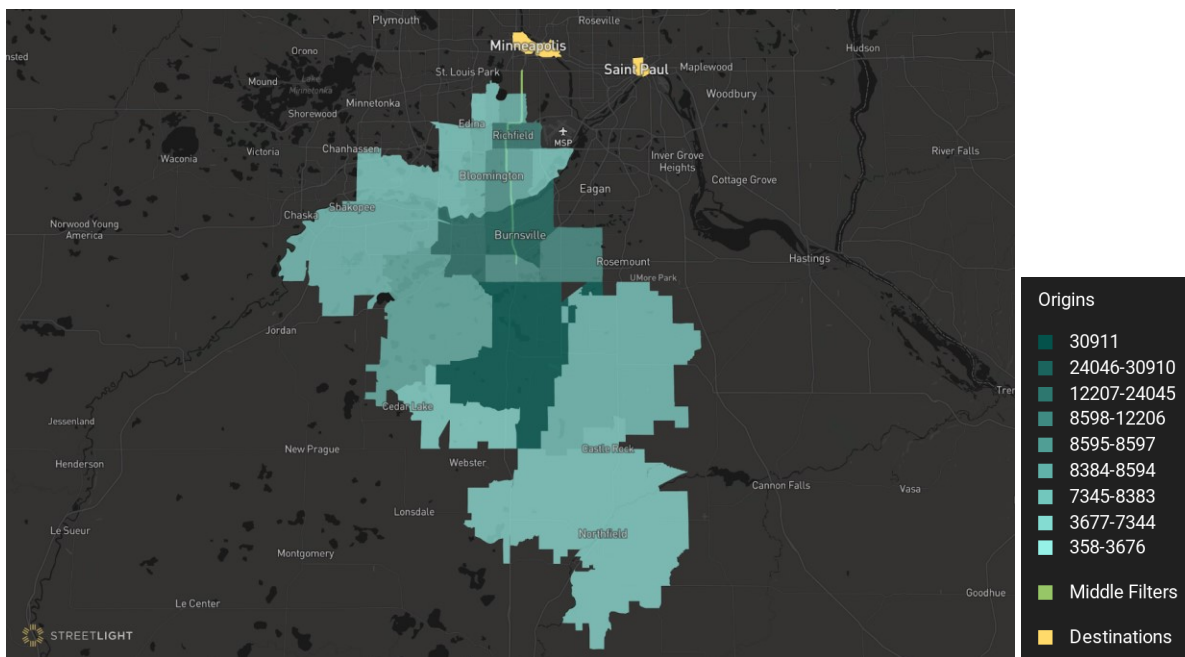 Plymouth
Roseville
Minneapolis
Orono
Hudson
nsted
Saint Paul
Maplewood
St. Louis Park
Mound
Lake
Minnetonka
Woodbury
Minnetonka
Shorewood
Edina
Richfield
MSP
Chanhassen
Victoria
Waconia
River Falls
Inver Grove
Heights
Bloomington
Cottage Grove
Eagan
Shakopee
Chaska
Norwood Young
America
Burnsville
Hastings
Rosemount
UMore Park
Jordan
Tren
Cedar Lake
Jessenland
New Prague
Castle Rock
Henderson
Webster
Cannon Falls
Vasa
Lonsdale
Le Sueur
Northfield
Montgomery
Goodhue
Le Center
STREETLIGHT
Origins
30911
24046-30910
12207-24045
8598-12206
8595-8597
8384-8594
7345-8383
3677-7344
358-3676
Middle Filters
Destinations